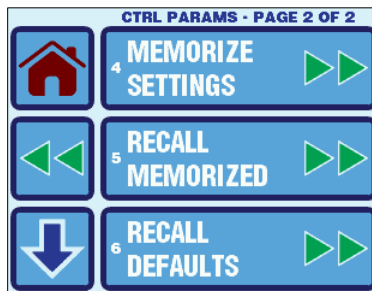 CTRL PARAMS - PAGE 2 OF 2
4 MEMORIZE
SETTINGS
5 RECALL
MEMORIZED
6 RECALL
DEFAULTS